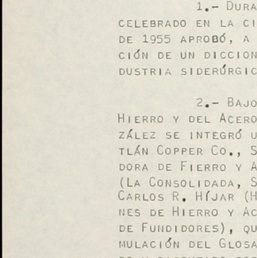 1.- DURA
CELEBRADO EN LA CI
DE 1955 APROBÓ, A
CIÓN DE UN DICCION
DUSTRIA SIDERÚRGIC
2.- BAJO
HIERRO Y DEL ACERO
ZÁLEZ SE INTEGRÓ U
TLÁN COPPER CO., S
DORA DE FIERRO Y A
(LA CONSOLIDADA, S
CARLOS R. HÍJAR (H
NES DE HIERRO Y AC
DE FUNDIDORES), QU
MULACIÓN DEL GLOSA